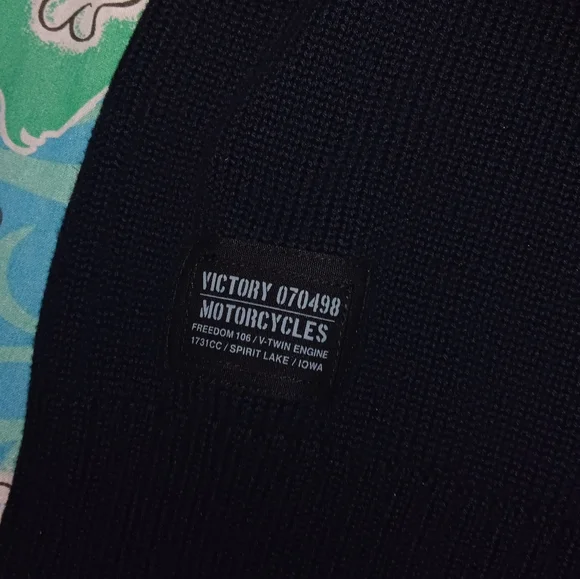 VICTORY 070498
MOTORCYCLES
FREEDOM 106 / V-TWIN ENGINE
1731CC / SPIRIT LAKE / IOWA